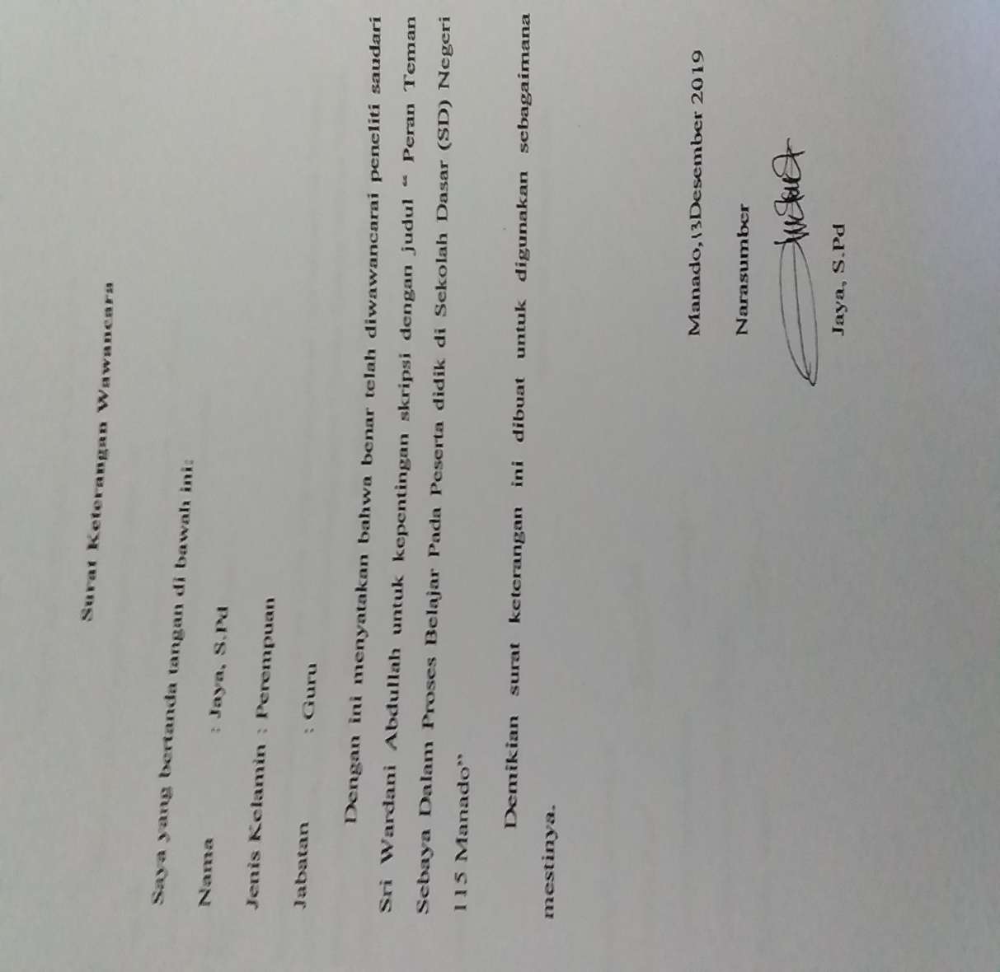 Surat Keterangan Wawancara
Saya yang bertanda tangan di bawah ini:
Nama : Jaya, S.Pd
Jenis Kelamin : Perempuan
Jabatan : Guru
Dengan ini menyatakan bahwa benar telah diwawancarai peneliti saudari
Sri Wardani Abdullah untuk kepentingan skripsi dengan judul “ Peran Teman
Sebaya Dalam Proses Belajar Pada Peserta didik di Sekolah Dasar (SD) Negeri
115 Manado”
Demikian surat keterangan ini dibuat untuk digunakan sebagaimana
mestinya.
Manado,13Desember 2019
Narasumber
Jaya, S.Pd